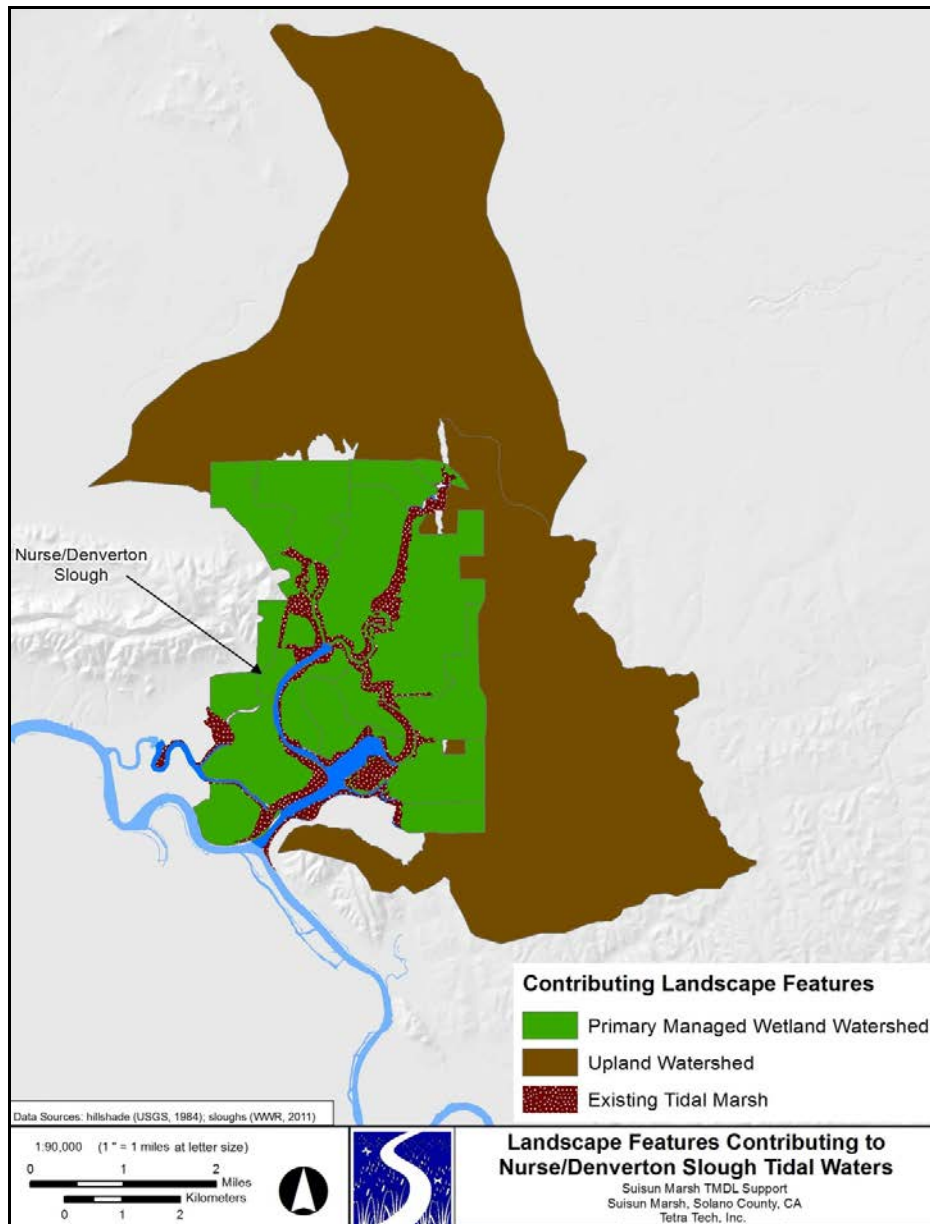 Nurse/Denverton
Slough
Contributing Landscape Features
Primary Managed Wetland Watershed
Upland Watershed
Existing Tidal Marsh
Data Sources: hillshade (USGS, 1984); sloughs (WWR, 2011)
1:90,000 (1" = 1 miles at letter size)
0 1 2
Miles
Kilometers
0 1 2
Landscape Features Contributing to
Nurse/Denverton Slough Tidal Waters
Suisun Marsh TMDL Support
Suisun Marsh, Solano County, CA
Tetra Tech, Inc.